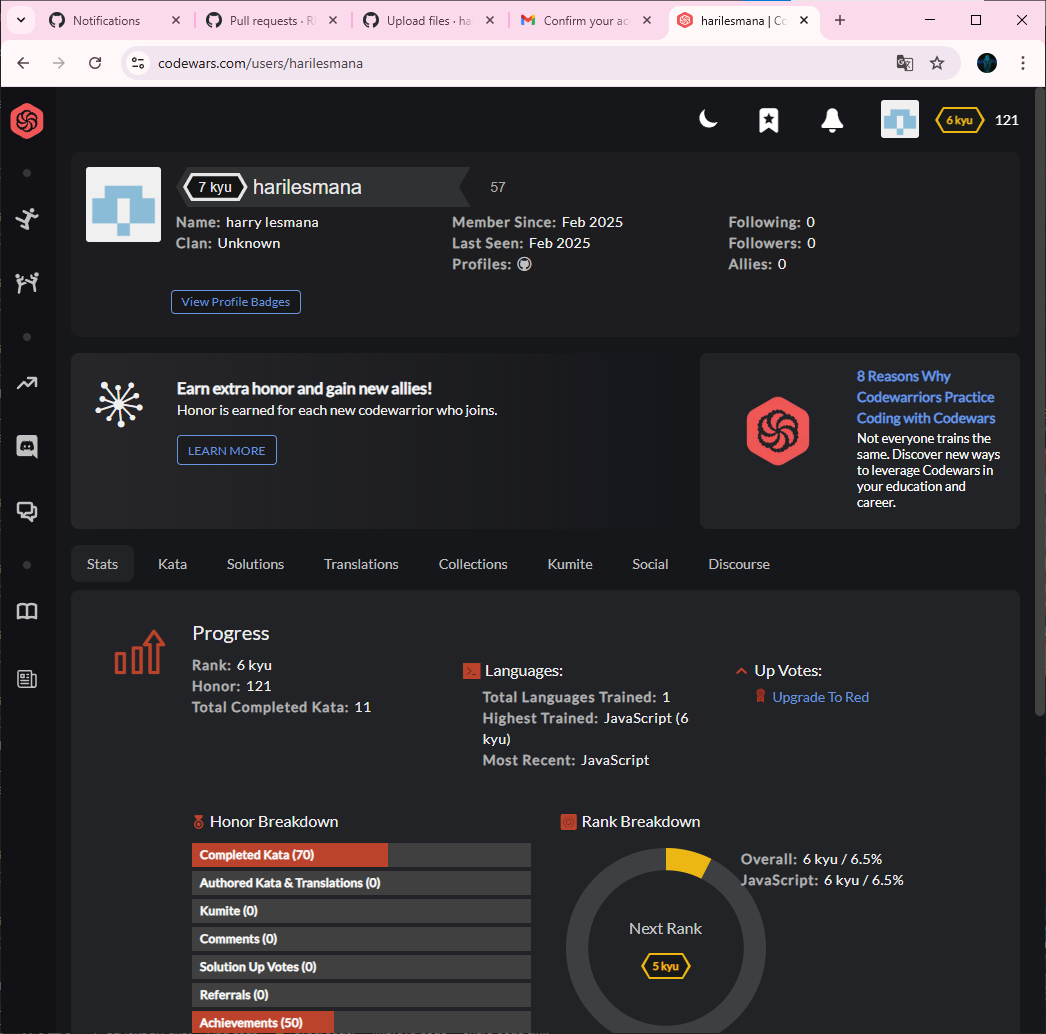 Notifications
Pull requests · Ri
Upload files · ha
Confirm your ac
harilesmana | Co
codewars.com/users/harilesmana
6 kyu 121
7 kyu harilesmana 57
Name: harry lesmana
Clan: Unknown
Member Since: Feb 2025
Last Seen: Feb 2025
Profiles:
Following: 0
Followers: 0
Allies: 0
View Profile Badges
Earn extra honor and gain new allies!
Honor is earned for each new codewarrior who joins.
LEARN MORE
8 Reasons Why
Codewarriors Practice
Coding with Codewars
Not everyone trains the
same. Discover new ways
to leverage Codewars in
your education and
career.
Stats Kata Solutions Translations Collections Kumite Social Discourse
Progress
Rank: 6 kyu
Honor: 121
Total Completed Kata: 11
Languages:
Total Languages Trained: 1
Highest Trained: JavaScript (6
kyu)
Most Recent: JavaScript
Up Votes:
Upgrade To Red
Honor Breakdown
Completed Kata (70)
Authored Kata & Translations (0)
Kumite (0)
Comments (0)
Solution Up Votes (0)
Referrals (0)
Achievements (50)
Rank Breakdown
Next Rank
5 kyu
Overall: 6 kyu / 6.5%
JavaScript: 6 kyu / 6.5%